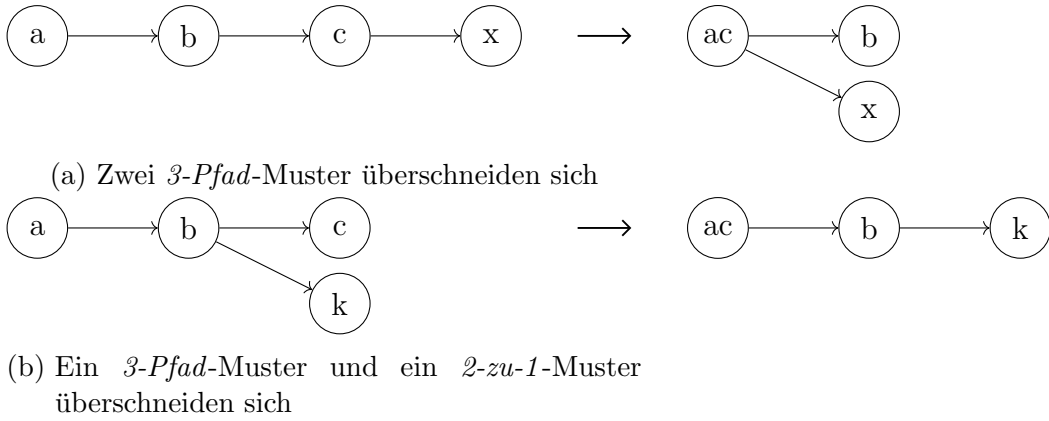 a b c x ac b
x
(a) Zwei 3-Pfad-Muster überschneiden sich
a b c ac b k
k
(b) Ein 3-Pfad-Muster und ein 2-zu-1-Muster
überschneiden sich